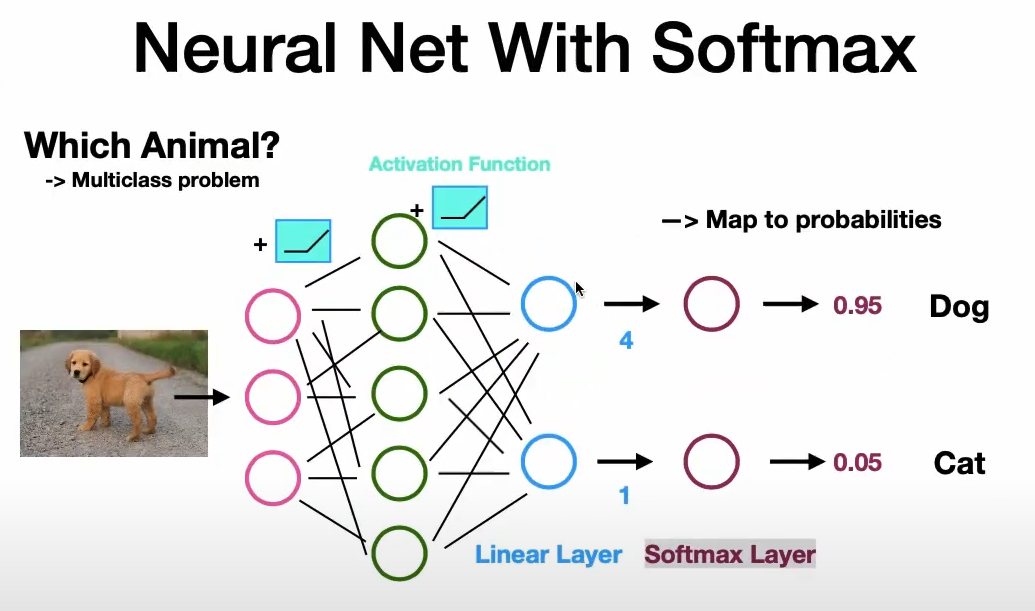 Neural Net With Softmax
Which Animal?
-> Multiclass problem
Activation Function
+
+
—> Map to probabilities
0.95
Dog
4
0.05
Cat
1
Linear Layer
Softmax Layer